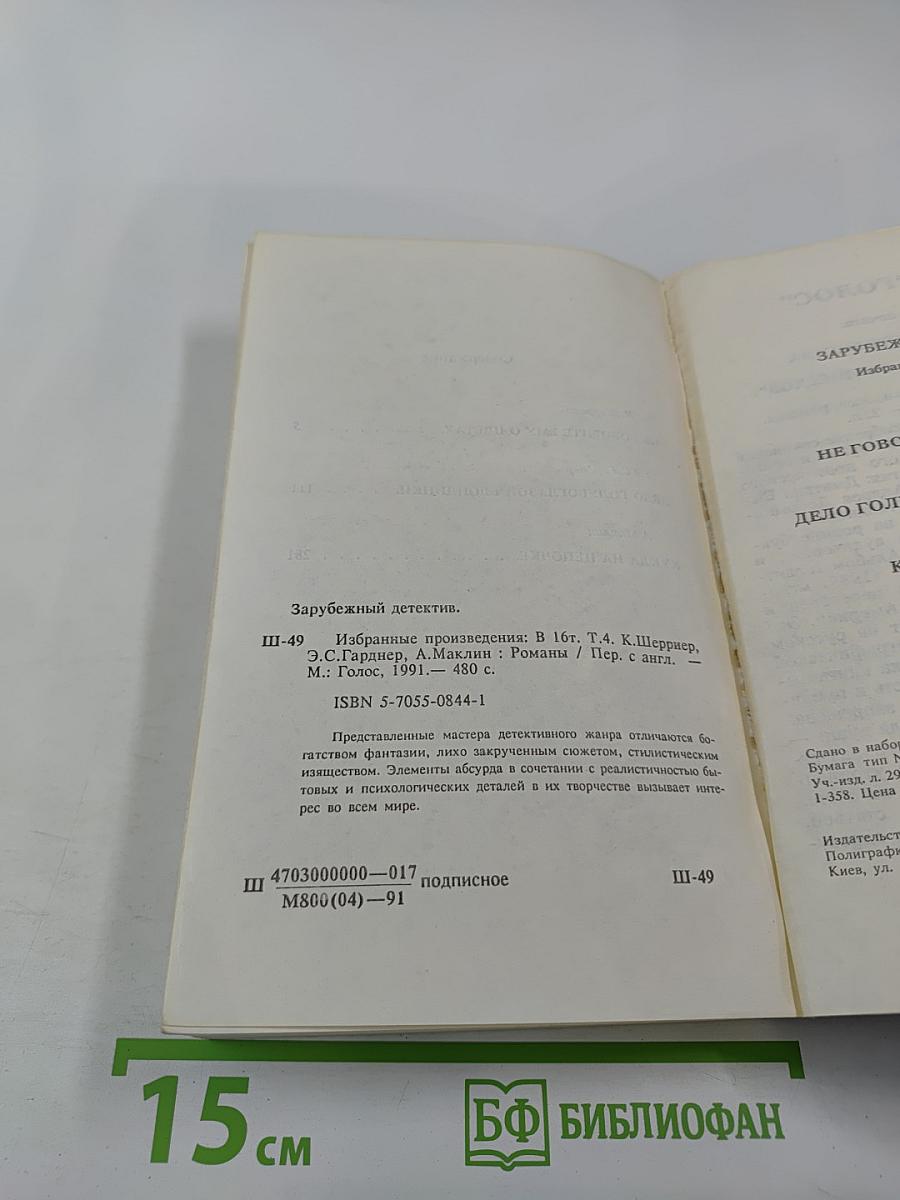 Зарубежный детектив.
Ш-49 Избранные произведения: В 16т. Т.4. К.Шерриер,
Э.С.Гарднер, А.Маклин : Романы / Пер. с англ. —
М.: Голос, 1991.— 480 с.
ISBN 5-7055-0844-1
Представленные мастера детективного жанра отличаются бо-
гатством фантазии, лихо закрученным сюжетом, стилистическим
изяществом. Элементы абсурда в сочетании с реалистичностью бы-
товых и психологических деталей в их творчестве вызывает инте-
рес во всем мире.
Ш 4703000000—017 подписное Ш-49
М800(04)—91
ЗАРУБЕЖ
Избран
НЕ ГОВО
ДЕЛО ГОЛ
К
Сдано в набор
Бумага тип N
Уч.-изд. л. 29
1-358. Цена
Издательст
Полиграфи
Киев, ул.
15 см
БФ БИБЛИОФАН